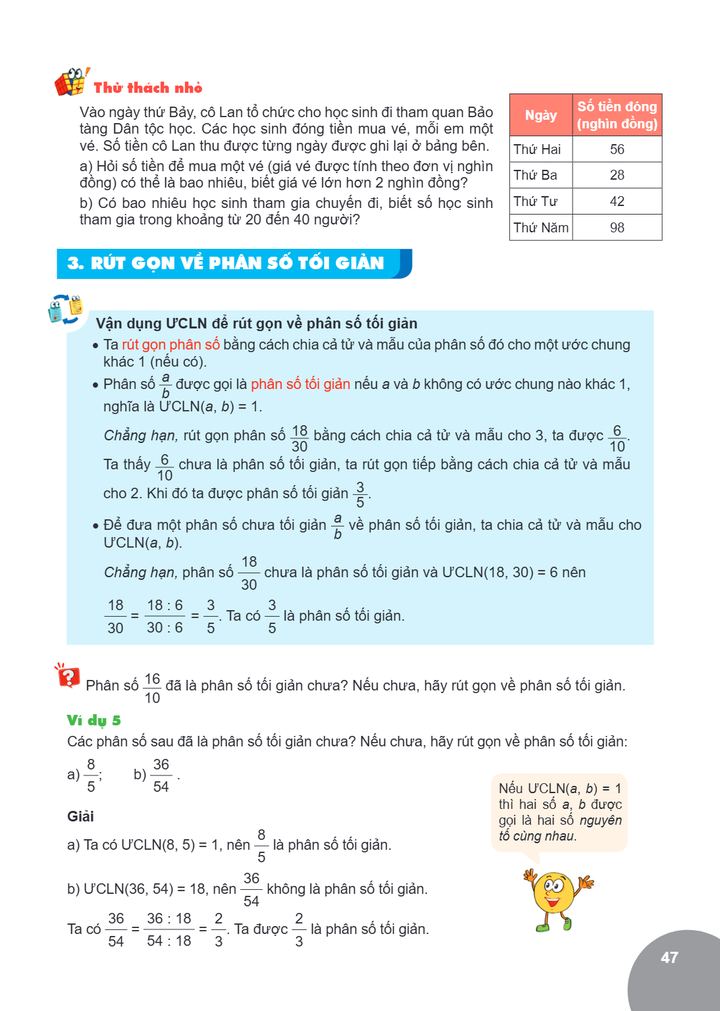 Thử thách nhỏ
Vào ngày thứ Bảy, cô Lan tổ chức cho học sinh đi tham quan Bảo
tàng Dân tộc học. Các học sinh đóng tiền mua vé, mỗi em một
vé. Số tiền cô Lan thu được từng ngày được ghi lại ở bảng bên.
a) Hỏi số tiền để mua một vé (giá vé được tính theo đơn vị nghìn
đồng) có thể là bao nhiêu, biết giá vé lớn hơn 2 nghìn đồng?
b) Có bao nhiêu học sinh tham gia chuyến đi, biết số học sinh
tham gia trong khoảng từ 20 đến 40 người?
Ngày Số tiền đóng (nghìn đồng)
Thứ Hai 56
Thứ Ba 28
Thứ Tư 42
Thứ Năm 98
3. RÚT GỌN VỀ PHÂN SỐ TỐI GIẢN
Vận dụng ƯCLN để rút gọn về phân số tối giản
• Ta rút gọn phân số bằng cách chia cả tử và mẫu của phân số đó cho một ước chung
khác 1 (nếu có).
• Phân số a/b được gọi là phân số tối giản nếu a và b không có ước chung nào khác 1,
nghĩa là ƯCLN(a, b) = 1.
Chẳng hạn, rút gọn phân số 18/30 bằng cách chia cả tử và mẫu cho 3, ta được 6/10.
Ta thấy 6/10 chưa là phân số tối giản, ta rút gọn tiếp bằng cách chia cả tử và mẫu
cho 2. Khi đó ta được phân số tối giản 3/5.
• Để đưa một phân số chưa tối giản a/b về phân số tối giản, ta chia cả tử và mẫu cho
ƯCLN(a, b).
Chẳng hạn, phân số 18/30 chưa là phân số tối giản và ƯCLN(18, 30) = 6 nên
18/30 = 18 : 6/30 : 6 = 3/5. Ta có 3/5 là phân số tối giản.
Phân số 16/10 đã là phân số tối giản chưa? Nếu chưa, hãy rút gọn về phân số tối giản.
Ví dụ 5
Các phân số sau đã là phân số tối giản chưa? Nếu chưa, hãy rút gọn về phân số tối giản:
a) 8/5; b) 36/54 .
Giải
a) Ta có ƯCLN(8, 5) = 1, nên 8/5 là phân số tối giản.
b) ƯCLN(36, 54) = 18, nên 36/54 không là phân số tối giản.
Ta có 36/54 = 36 : 18/54 : 18 = 2/3. Ta được 2/3 là phân số tối giản.
Nếu ƯCLN(a, b) = 1
thì hai số a, b được
gọi là hai số nguyên
tố cùng nhau.
47